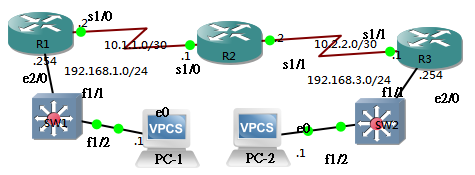 s1/0
s1/1
.2
10.1.1.0/30
R1
.1
R2
.2
10.2.2.0/30
.1
R3
.254
192.168.1.0/24
s1/0
s1/1
192.168.3.0/24
.254
e2/0
f1/1
f1/1
e2/0
SW1
e0
VPCS
VPCS
e0
SW2
f1/2
.1
PC-1
PC-2
.1
f1/2